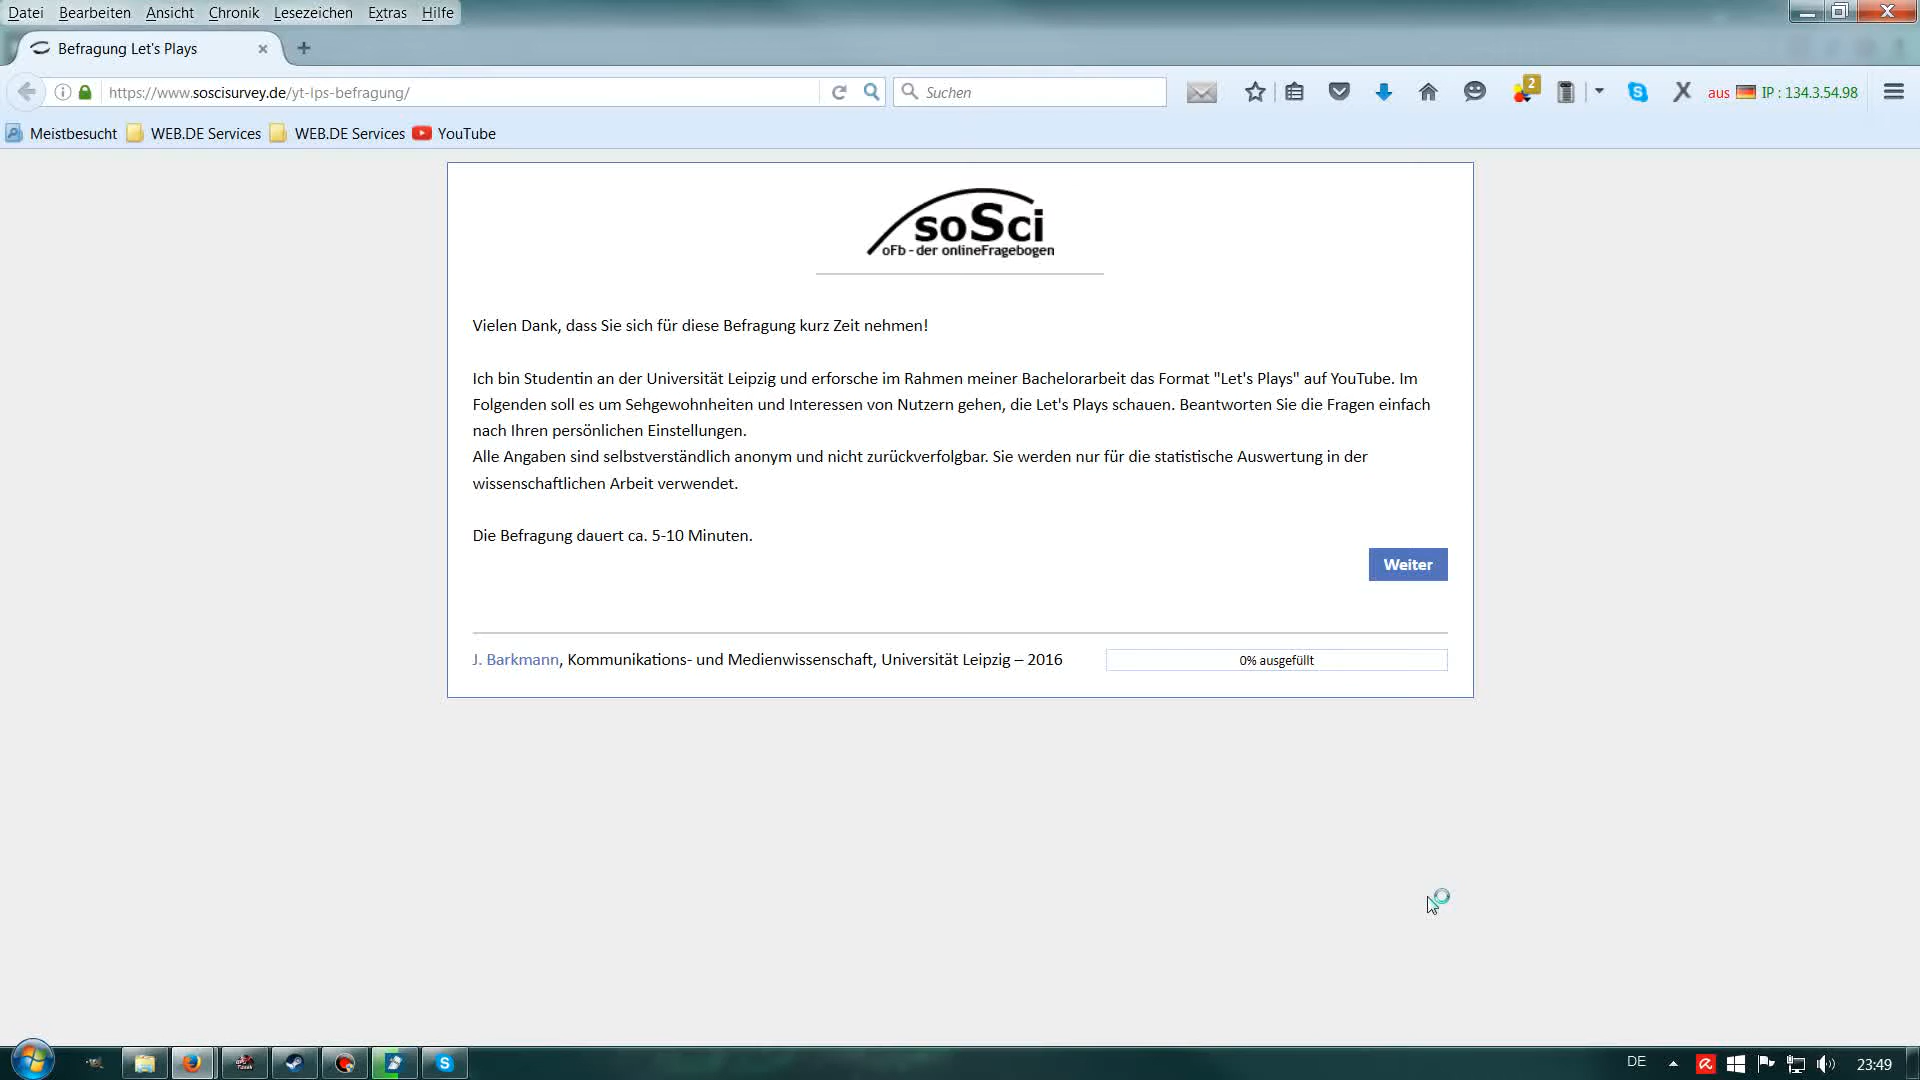 Datei Bearbeiten Ansicht Chronik Lesezeichen Extras Hilfe
Befragung Let's Plays
https://www.soscisurvey.de/yt-lps-befragung/
Suchen
2
aus IP : 134.3.54.98
Meistbesucht WEB.DE Services WEB.DE Services YouTube
soSci
oFb - der onlineFragebogen
Vielen Dank, dass Sie sich für diese Befragung kurz Zeit nehmen!
Ich bin Studentin an der Universität Leipzig und erforsche im Rahmen meiner Bachelorarbeit das Format "Let's Plays" auf YouTube. Im
Folgenden soll es um Sehgewohnheiten und Interessen von Nutzern gehen, die Let's Plays schauen. Beantworten Sie die Fragen einfach
nach Ihren persönlichen Einstellungen.
Alle Angaben sind selbstverständlich anonym und nicht zurückverfolgbar. Sie werden nur für die statistische Auswertung in der
wissenschaftlichen Arbeit verwendet.
Die Befragung dauert ca. 5-10 Minuten.
Weiter
J. Barkmann, Kommunikations- und Medienwissenschaft, Universität Leipzig – 2016
0% ausgefüllt
DE
23:49